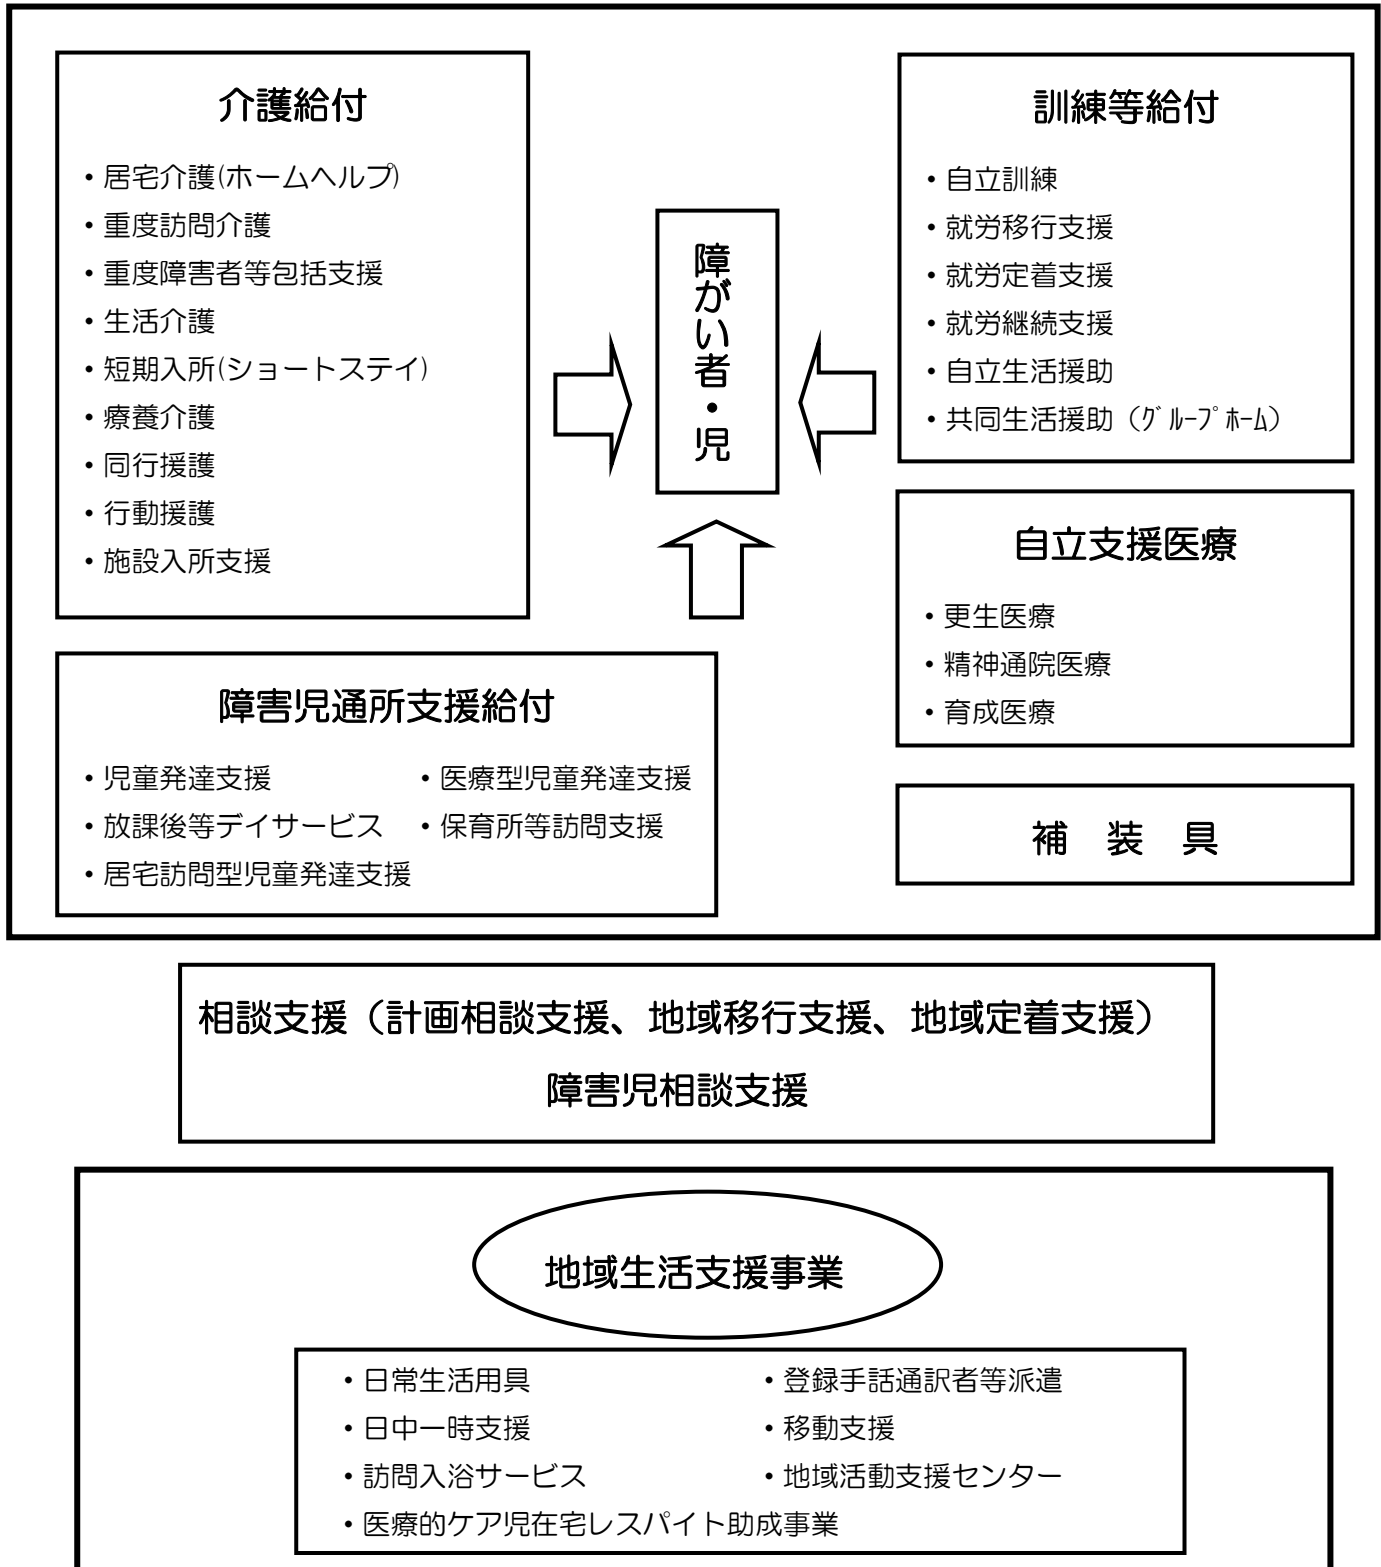 介護給付
・居宅介護(ホームヘルプ)
・重度訪問介護
・重度障害者等包括支援
・生活介護
・短期入所(ショートステイ)
・療養介護
・同行援護
・行動援護
・施設入所支援
障がい者・児
訓練等給付
・自立訓練
・就労移行支援
・就労定着支援
・就労継続支援
・自立生活援助
・共同生活援助（ｸﾞﾙｰﾌﾟﾎｰﾑ）
自立支援医療
・更生医療
・精神通院医療
・育成医療
障害児通所支援給付
・児童発達支援　・医療型児童発達支援
・放課後等デイサービス　・保育所等訪問支援
・居宅訪問型児童発達支援
補　装　具
相談支援（計画相談支援、地域移行支援、地域定着支援）
障害児相談支援
地域生活支援事業
・日常生活用具　・登録手話通訳者等派遣
・日中一時支援　・移動支援
・訪問入浴サービス　・地域活動支援センター
・医療的ケア児在宅レスパイト助成事業